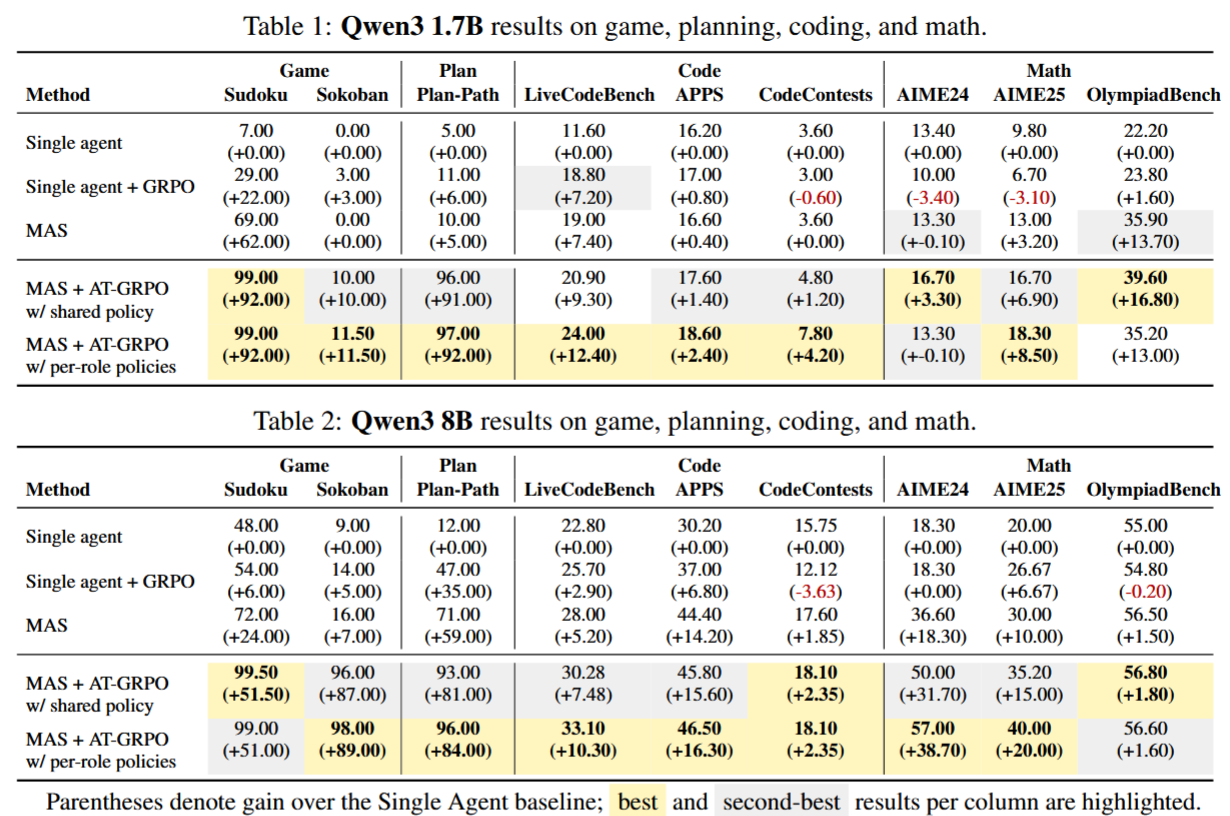 Table 1: Qwen3 1.7B results on game, planning, coding, and math.
Game Plan Code Math
Method Sudoku Sokoban Plan-Path LiveCodeBench APPS CodeContests AIME24 AIME25 OlympiadBench
Single agent 7.00 0.00 5.00 11.60 16.20 3.60 13.40 9.80 22.20
(+0.00) (+0.00) (+0.00) (+0.00) (+0.00) (+0.00) (+0.00) (+0.00) (+0.00)
Single agent + GRPO 29.00 3.00 11.00 18.80 17.00 3.00 10.00 6.70 23.80
(+22.00) (+3.00) (+6.00) (+7.20) (+0.80) (-0.60) (-3.40) (-3.10) (+1.60)
MAS 69.00 0.00 10.00 19.00 16.60 3.60 13.30 13.00 35.90
(+62.00) (+0.00) (+5.00) (+7.40) (+0.40) (+0.00) (+-0.10) (+3.20) (+13.70)
MAS + AT-GRPO 99.00 10.00 96.00 20.90 17.60 4.80 16.70 16.70 39.60
w/ shared policy (+92.00) (+10.00) (+91.00) (+9.30) (+1.40) (+1.20) (+3.30) (+6.90) (+16.80)
MAS + AT-GRPO 99.00 11.50 97.00 24.00 18.60 7.80 13.30 18.30 35.20
w/ per-role policies (+92.00) (+11.50) (+92.00) (+12.40) (+2.40) (+4.20) (+-0.10) (+8.50) (+13.00)
Table 2: Qwen3 8B results on game, planning, coding, and math.
Game Plan Code Math
Method Sudoku Sokoban Plan-Path LiveCodeBench APPS CodeContests AIME24 AIME25 OlympiadBench
Single agent 48.00 9.00 12.00 22.80 30.20 15.75 18.30 20.00 55.00
(+0.00) (+0.00) (+0.00) (+0.00) (+0.00) (+0.00) (+0.00) (+0.00) (+0.00)
Single agent + GRPO 54.00 14.00 47.00 25.70 37.00 12.12 18.30 26.67 54.80
(+6.00) (+5.00) (+35.00) (+2.90) (+6.80) (-3.63) (+0.00) (+6.67) (-0.20)
MAS 72.00 16.00 71.00 28.00 44.40 17.60 36.60 30.00 56.50
(+24.00) (+7.00) (+59.00) (+5.20) (+14.20) (+1.85) (+18.30) (+10.00) (+1.50)
MAS + AT-GRPO 99.50 96.00 93.00 30.28 45.80 18.10 50.00 35.20 56.80
w/ shared policy (+51.50) (+87.00) (+81.00) (+7.48) (+15.60) (+2.35) (+31.70) (+15.00) (+1.80)
MAS + AT-GRPO 99.00 98.00 96.00 33.10 46.50 18.10 57.00 40.00 56.60
w/ per-role policies (+51.00) (+89.00) (+84.00) (+10.30) (+16.30) (+2.35) (+38.70) (+20.00) (+1.60)
Parentheses denote gain over the Single Agent baseline; best and second-best results per column are highlighted.